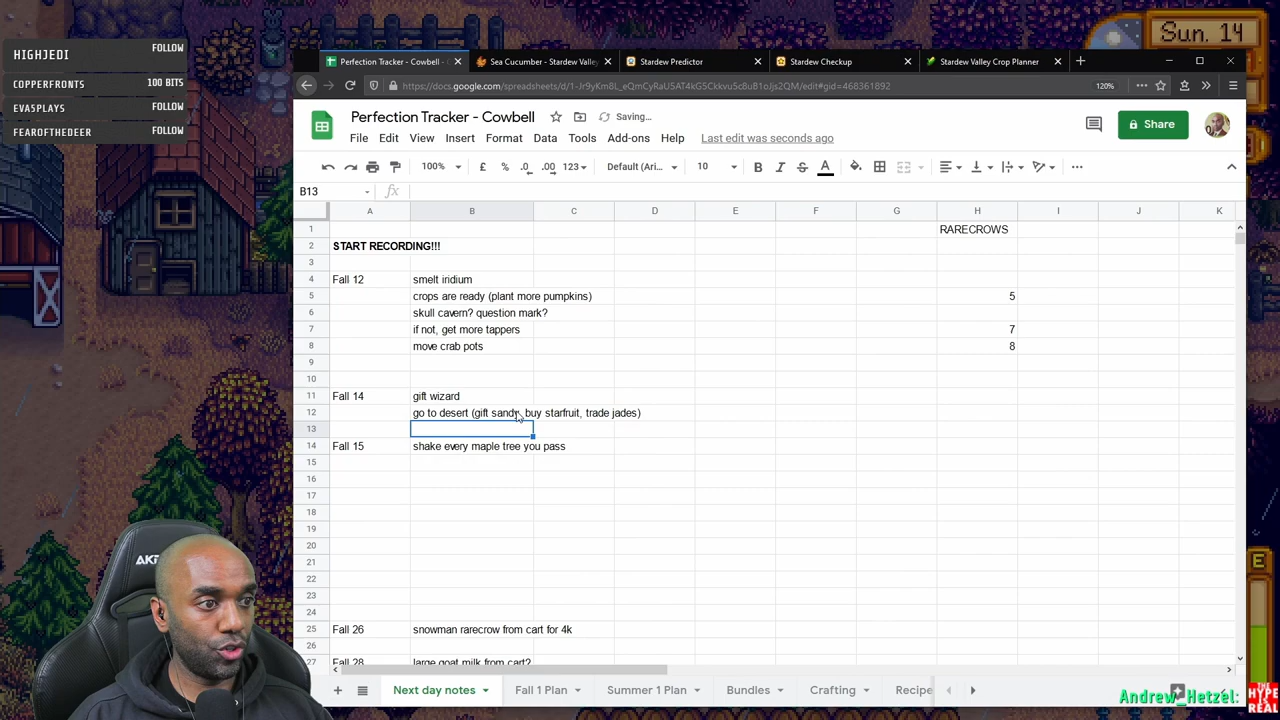 HIGHJEDI FOLLOW
COPPERFRONTS 100 BITS
EVA5PLAYS FOLLOW
FEAROFTHEDEER FOLLOW
Sun. 14
Perfection Tracker - Cowbell -
Sea Cucumber - Stardew Valley
Stardew Predictor
Stardew Checkup
Stardew Valley Crop Planner
120%
Perfection Tracker - Cowbell
Saving...
File Edit View Insert Format Data Tools Add-ons Help Last edit was seconds ago
Share
100% £ % .0 .00 123 Default (Ari... 10 B I S A
B13 fx
A B C D E F G H I J K
1 RARECROWS
2 START RECORDING!!!
3
4 Fall 12 smelt iridium
5 crops are ready (plant more pumpkins) 5
6 skull cavern? question mark?
7 if not, get more tappers 7
8 move crab pots 8
9
10
11 Fall 14 gift wizard
12 go to desert (gift sandy, buy starfruit, trade jades)
13
14 Fall 15 shake every maple tree you pass
15
16
17
18
19
20
21
22
23
24
25 Fall 26 snowman rarecrow from cart for 4k
26
27 Fall 28 large goat milk from cart?
Next day notes Fall 1 Plan Summer 1 Plan Bundles Crafting Recipe
AKR
E
Andrew_Hetzel:
THE HYPE IS REAL